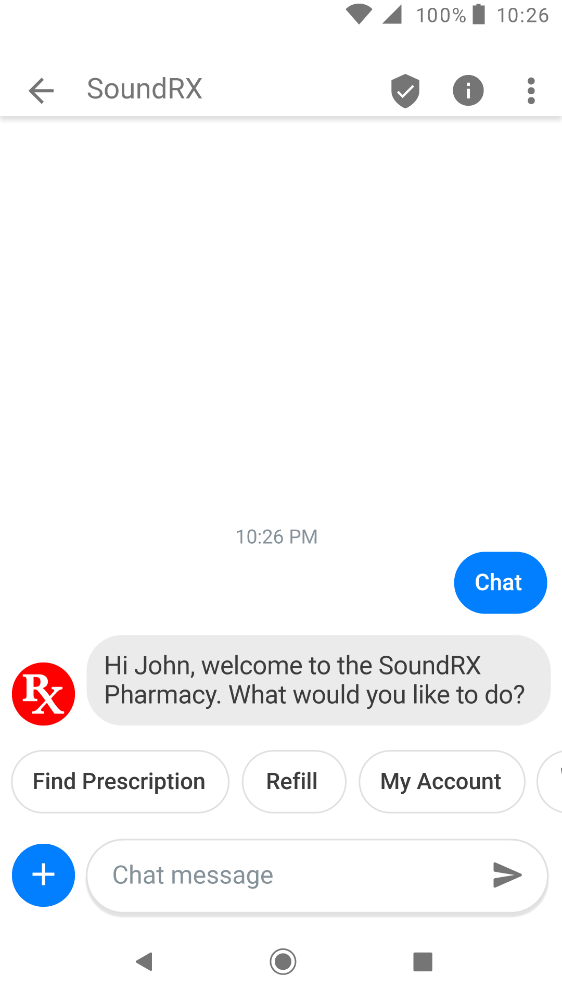 100% 10:26
SoundRX
10:26 PM
Chat
Hi John, welcome to the SoundRX
Pharmacy. What would you like to do?
Rx
Find Prescription Refill My Account
Chat message